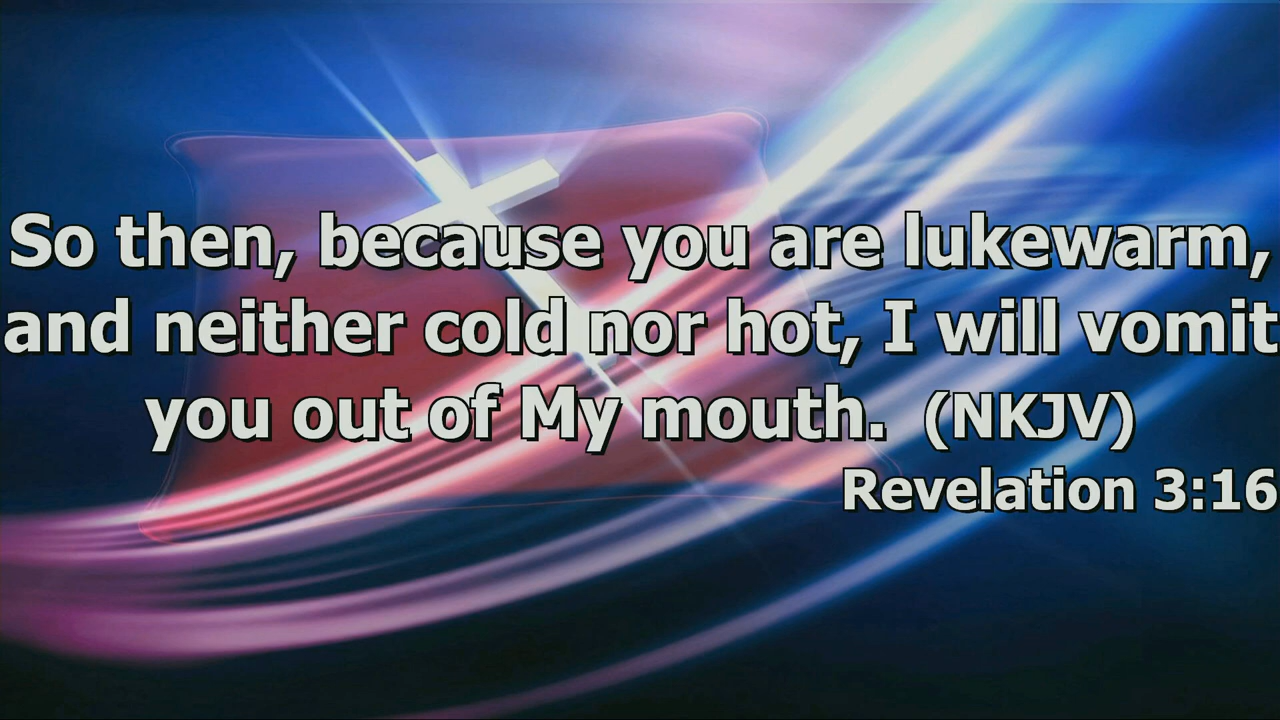 So then, because you are lukewarm,
and neither cold nor hot, I will vomit
you out of My mouth. (NKJV)
Revelation 3:16